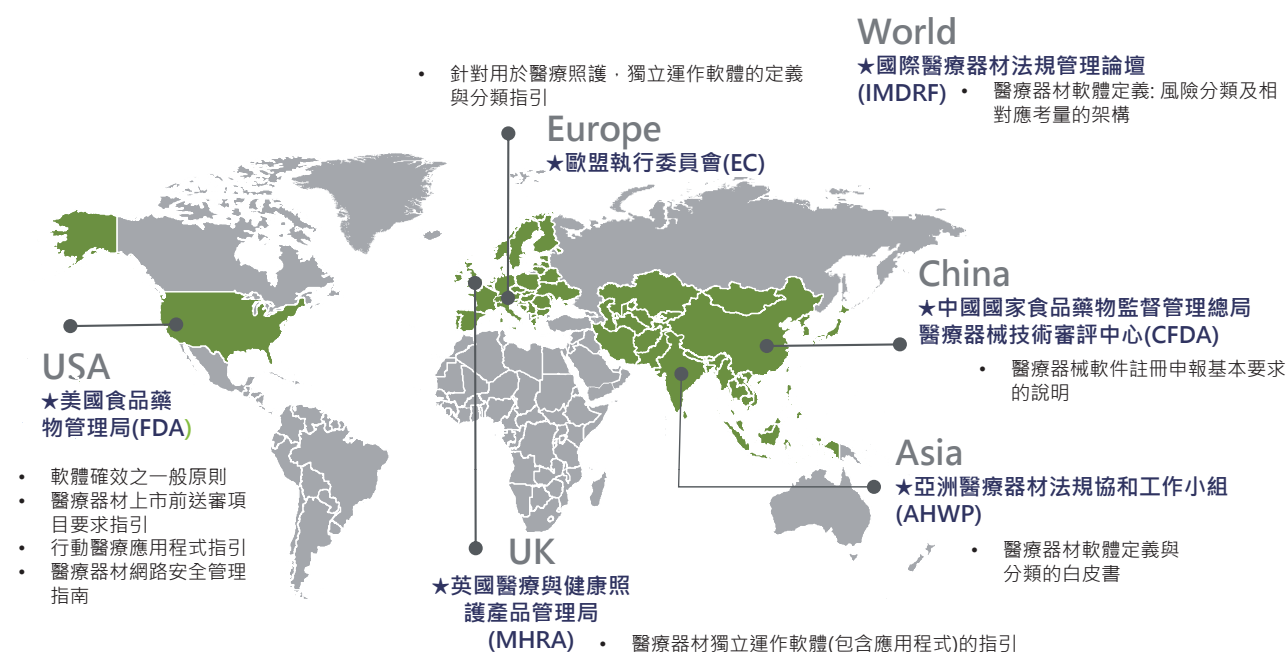 World
★國際醫療器材法規管理論壇
(IMDRF)
• 醫療器材軟體定義: 風險分類及相
對應考量的架構
• 針對用於醫療照護，獨立運作軟體的定義
與分類指引
Europe
★歐盟執行委員會(EC)
China
★中國國家食品藥物監督管理總局
醫療器械技術審評中心(CFDA)
• 醫療器械軟件註冊申報基本要求
的說明
USA
★美國食品藥
物管理局(FDA)
• 軟體確效之一般原則
• 醫療器材上市前送審項
目要求指引
• 行動醫療應用程式指引
• 醫療器材網路安全管理
指南
Asia
★亞洲醫療器材法規協和工作小組
(AHWP)
• 醫療器材軟體定義與
分類的白皮書
UK
★英國醫療與健康照
護產品管理局
(MHRA)
• 醫療器材獨立運作軟體(包含應用程式)的指引